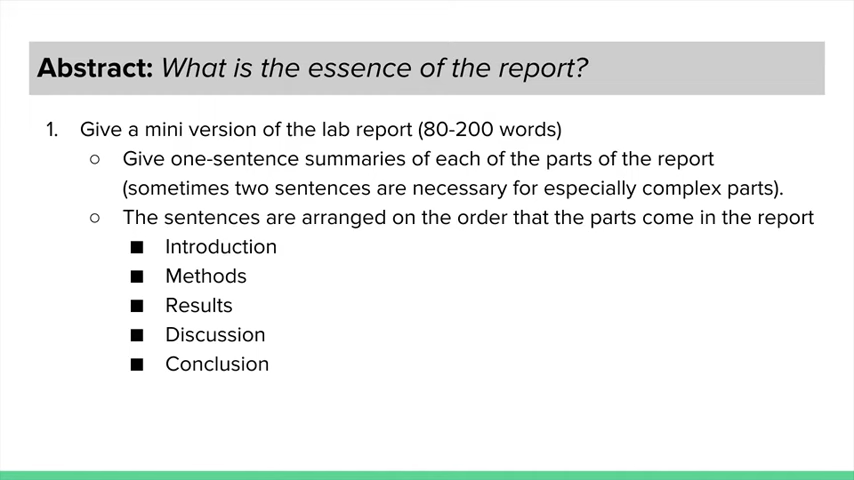 Abstract: What is the essence of the report?
1. Give a mini version of the lab report (80-200 words)
○ Give one-sentence summaries of each of the parts of the report
(sometimes two sentences are necessary for especially complex parts).
○ The sentences are arranged on the order that the parts come in the report
■ Introduction
■ Methods
■ Results
■ Discussion
■ Conclusion